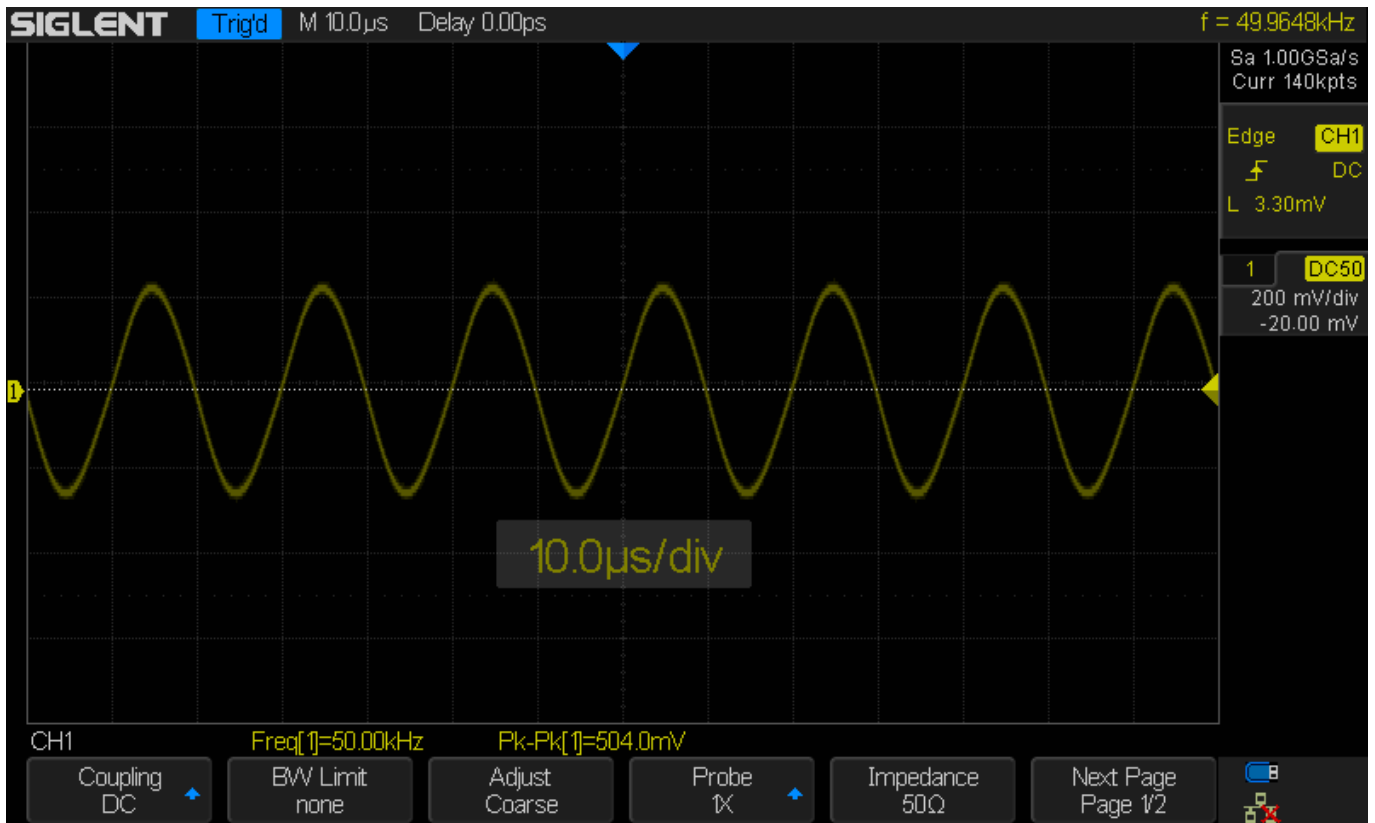 SIGLENT Trig'd M 10.0µs Delay 0.00ps f = 49.9648kHz
Sa 1.00GSa/s
Curr 140kpts
Edge CH1
DC
L 3.30mV
1 DC50
200 mV/div
-20.00 mV
1
10.0µs/div
CH1 Freq[1]=50.00kHz Pk-Pk[1]=504.0mV
Coupling BW Limit Adjust Probe Impedance Next Page
DC none Coarse 1X 50Ω Page 1/2